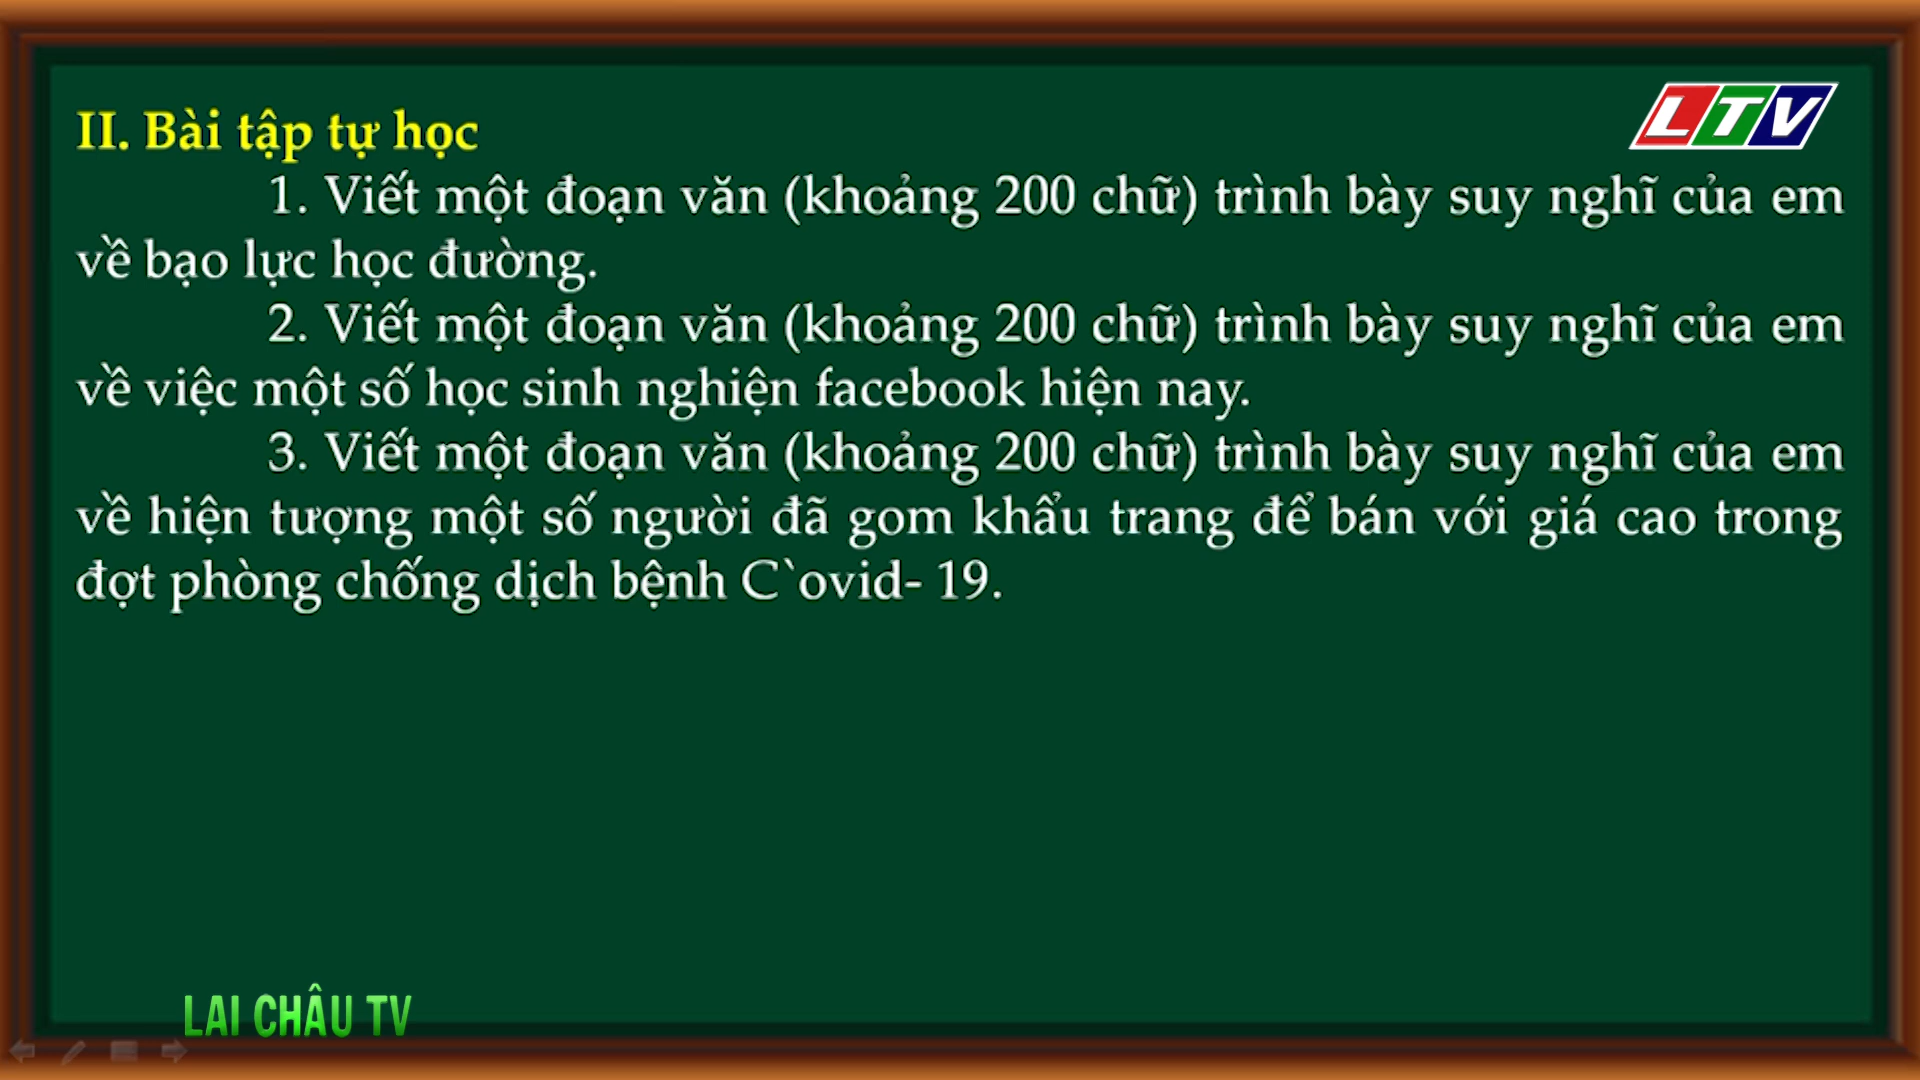 LTV
II. Bài tập tự học
1. Viết một đoạn văn (khoảng 200 chữ) trình bày suy nghĩ của em
về bạo lực học đường.
2. Viết một đoạn văn (khoảng 200 chữ) trình bày suy nghĩ của em
về việc một số học sinh nghiện facebook hiện nay.
3. Viết một đoạn văn (khoảng 200 chữ) trình bày suy nghĩ của em
về hiện tượng một số người đã gom khẩu trang để bán với giá cao trong
đợt phòng chống dịch bệnh C`ovid- 19.
LAI CHÂU TV